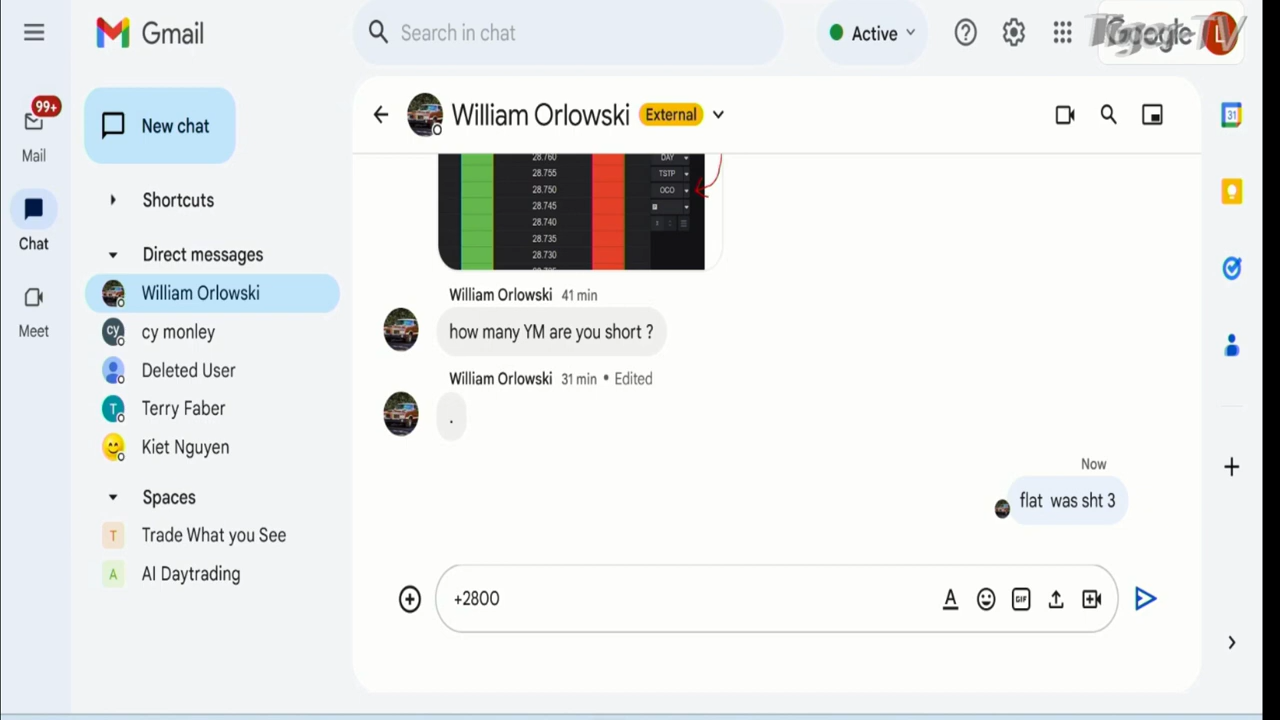 Gmail
Search in chat
Active
Google
L
99+
Mail
Chat
Meet
New chat
Shortcuts
Direct messages
William Orlowski
cy monley
Deleted User
Terry Faber
Kiet Nguyen
Spaces
T Trade What you See
A AI Daytrading
William Orlowski External
28.760
28.755
28.750
28.745
28.740
28.735
28.730
DAY
TSTP
OCO
William Orlowski 41 min
how many YM are you short ?
William Orlowski 31 min • Edited
.
Now
flat was sht 3
+2800
GIF
31